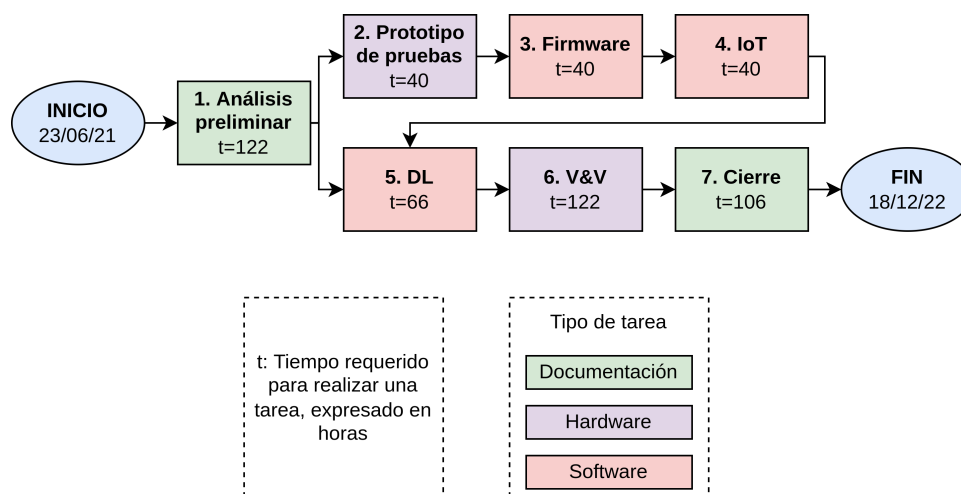 INICIO
23/06/21
1. Análisis
preliminar
t=122
2. Prototipo
de pruebas
t=40
3. Firmware
t=40
4. IoT
t=40
5. DL
t=66
6. V&V
t=122
7. Cierre
t=106
FIN
18/12/22
t: Tiempo requerido
para realizar una
tarea, expresado en
horas
Tipo de tarea
Documentación
Hardware
Software